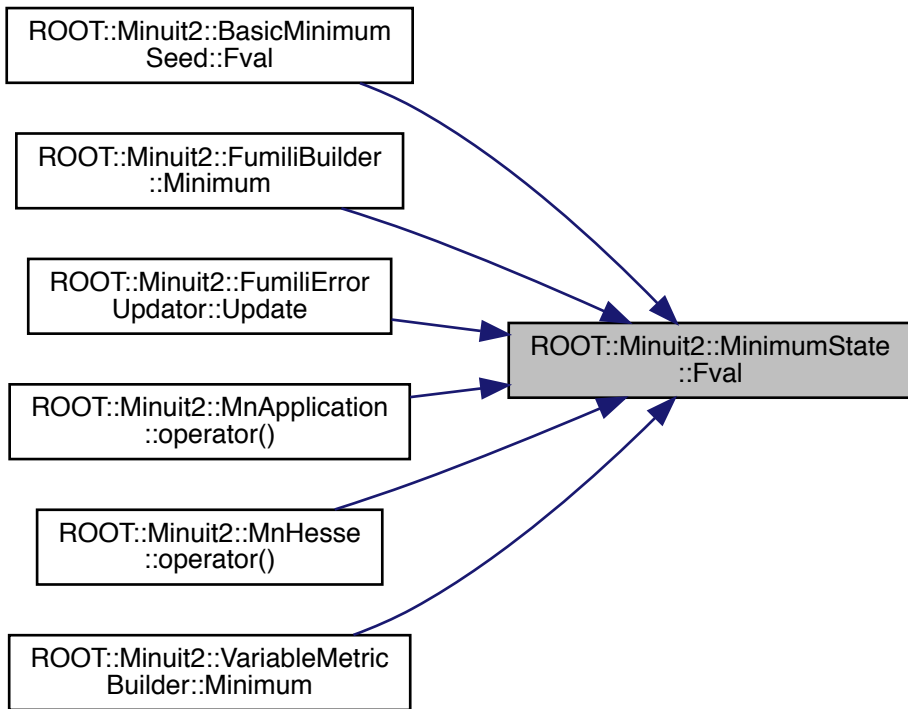 ROOT::Minuit2::BasicMinimum
Seed::Fval
ROOT::Minuit2::FumiliBuilder
::Minimum
ROOT::Minuit2::FumiliError
Updator::Update
ROOT::Minuit2::MinimumState
::Fval
ROOT::Minuit2::MnApplication
::operator()
ROOT::Minuit2::MnHesse
::operator()
ROOT::Minuit2::VariableMetric
Builder::Minimum